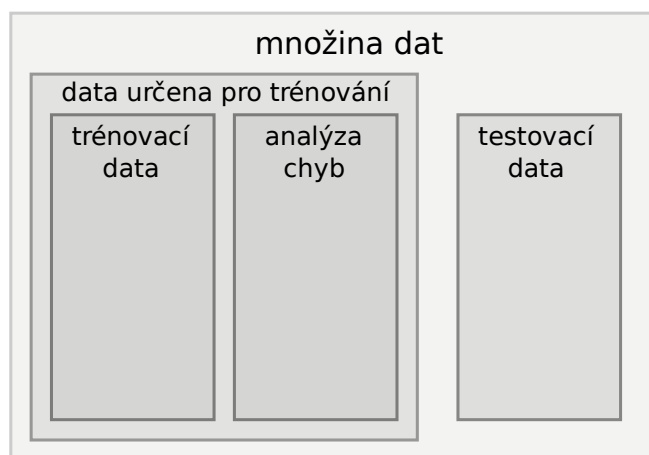 množina dat
data určena pro trénování
trénovací
data
analýza
chyb
testovací
data